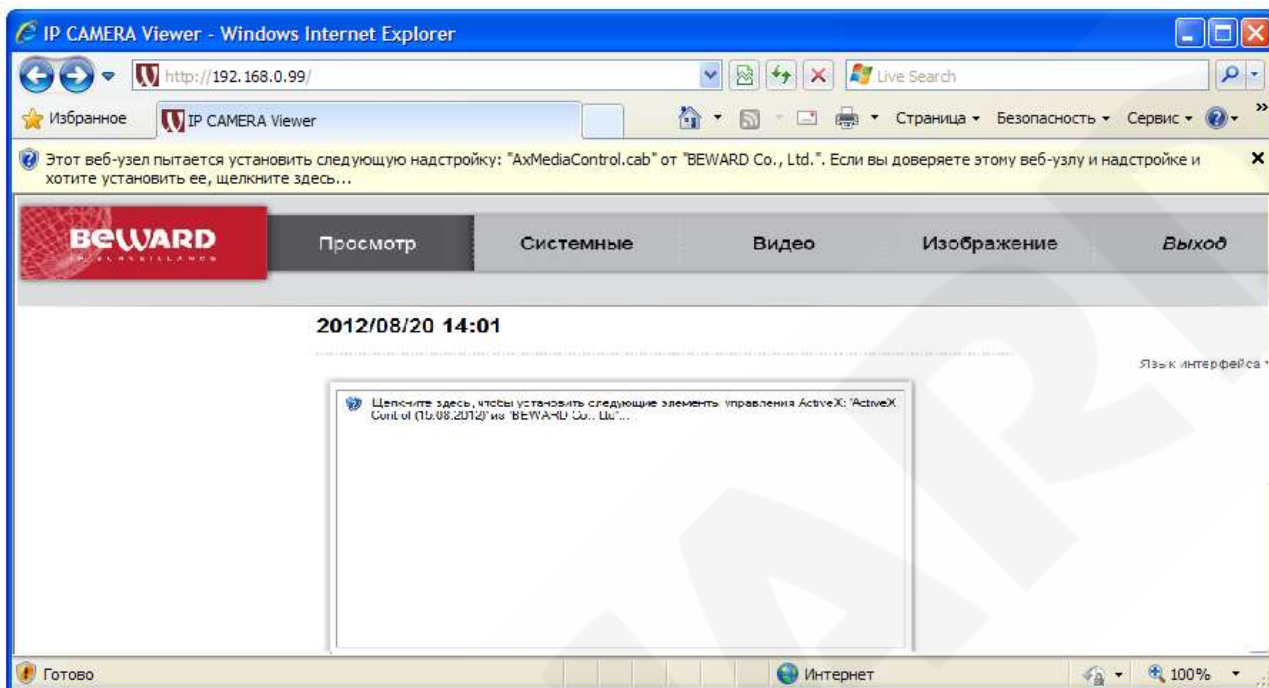 IP CAMERA Viewer - Windows Internet Explorer
http://192.168.0.99/
Live Search
Избранное IP CAMERA Viewer Страница Безопасность Сервис »
Этот веб-узел пытается установить следующую надстройку: "AxMediaControl.cab" от "BEWARD Co., Ltd.". Если вы доверяете этому веб-узлу и надстройке и
хотите установить ее, щелкните здесь...
BEWARD Просмотр Системные Видео Изображение Выход
2012/08/20 14:01
Язык интерфейса
Щелкните здесь, чтобы установить следующие элементы управления ActiveX: 'ActiveX
Control (15.08.2012)' из 'BEWARD Co., Ltd'...
Готово Интернет 100%